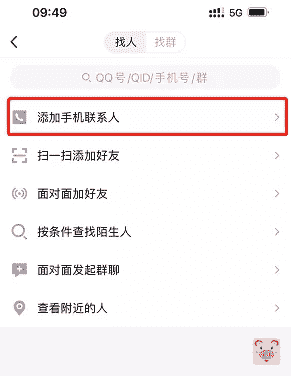 09:49
5G
找人
找群
QQ号/QID/手机号/群
添加手机联系人
扫一扫添加好友
面对面加好友
按条件查找陌生人
面对面发起群聊
查看附近的人